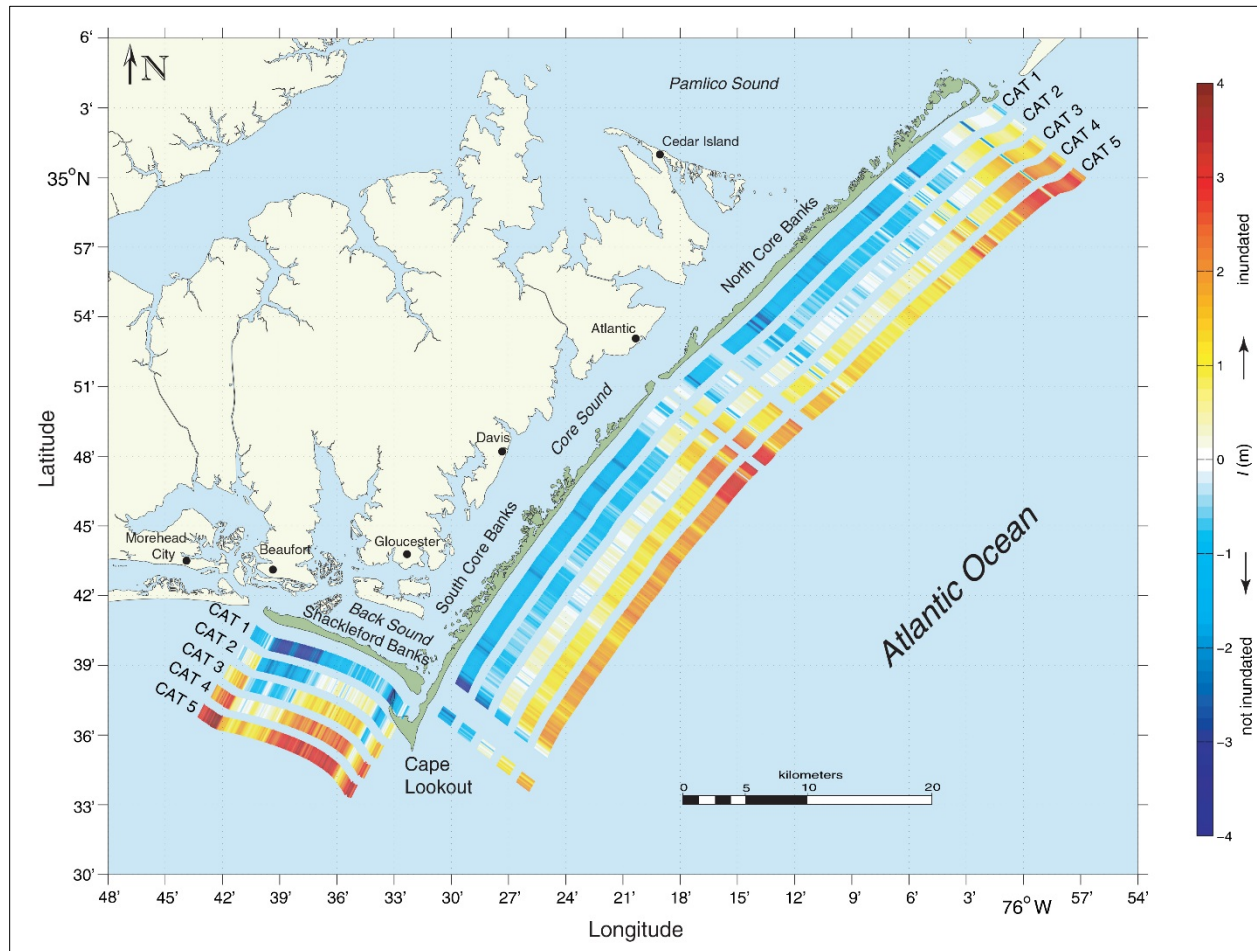 6'
3'
35°N
57'
54'
51'
48'
45'
42'
39'
36'
33'
30'
Latitude
48'
45'
42'
39'
36'
33'
30'
27'
24'
21'
18'
15'
12'
9'
6'
3'
76°W
57'
54'
Longitude
N
Pamlico Sound
Cedar Island
North Core Banks
Atlantic
Core Sound
Davis
South Core Banks
Morehead
City
Beaufort
Gloucester
Back Sound
Shackleford Banks
Cape
Lookout
Atlantic Ocean
CAT 1
CAT 2
CAT 3
CAT 4
CAT 5
CAT 1
CAT 2
CAT 3
CAT 4
CAT 5
kilometers
0
5
10
20
4
3
2
1
0
-1
-2
-3
-4
inundated
I (m)
not inundated